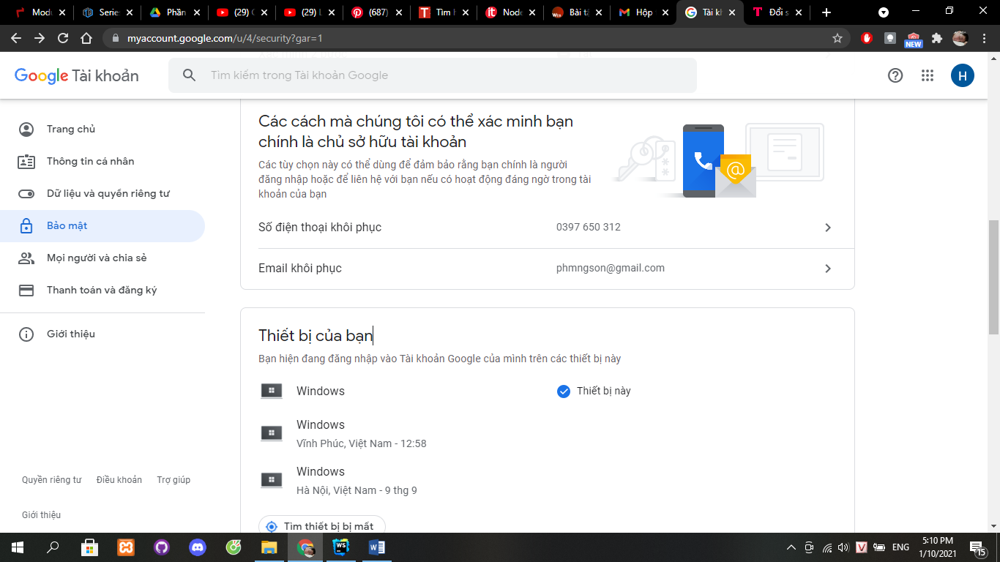 Modu
Series
Phần
(29) C
(29) L
(687)
Tìm h
Node
Bài tậ
Hộp
Tài kh
Đổi s
myaccount.google.com/u/4/security?gar=1
NEW
Google Tài khoản
Tìm kiếm trong Tài khoản Google
H
Trang chủ
Thông tin cá nhân
Dữ liệu và quyền riêng tư
Bảo mật
Mọi người và chia sẻ
Thanh toán và đăng ký
Giới thiệu
Quyền riêng tư
Điều khoản
Trợ giúp
Giới thiệu
Các cách mà chúng tôi có thể xác minh bạn
chính là chủ sở hữu tài khoản
Các tùy chọn này có thể dùng để đảm bảo rằng bạn chính là người
đăng nhập hoặc để liên hệ với bạn nếu có hoạt động đáng ngờ trong tài
khoản của bạn
Số điện thoại khôi phục 0397 650 312
Email khôi phục phmngson@gmail.com
Thiết bị của bạn
Bạn hiện đang đăng nhập vào Tài khoản Google của mình trên các thiết bị này
Windows Thiết bị này
Windows
Vĩnh Phúc, Việt Nam - 12:58
Windows
Hà Nội, Việt Nam - 9 thg 9
Tìm thiết bị bị mất
ENG
5:10 PM
1/10/2021
15